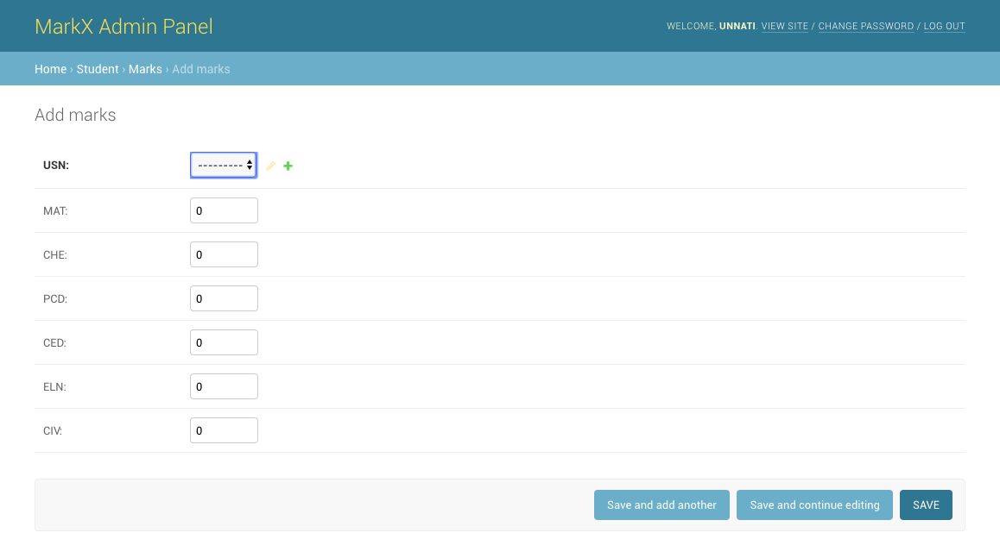 MarkX Admin Panel
WELCOME, UNNATI. VIEW SITE / CHANGE PASSWORD / LOG OUT
Home › Student › Marks › Add marks
Add marks
USN: ---------
MAT: 0
CHE: 0
PCD: 0
CED: 0
ELN: 0
CIV: 0
Save and add another Save and continue editing SAVE